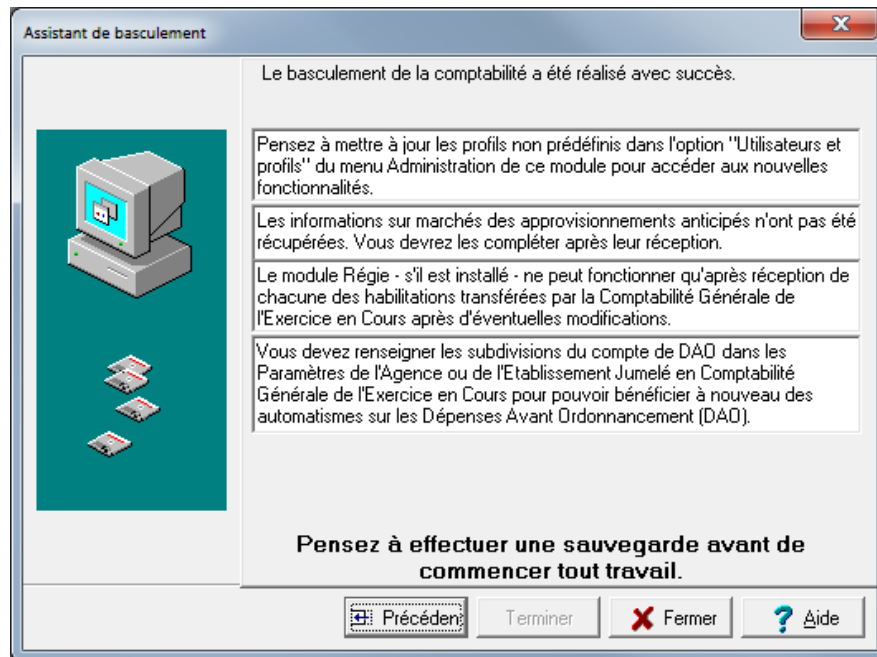 Assistant de basculement
Le basculement de la comptabilité a été réalisé avec succès.
Pensez à mettre à jour les profils non prédéfinis dans l'option "Utilisateurs et
profils" du menu Administration de ce module pour accéder aux nouvelles
fonctionnalités.
Les informations sur marchés des approvisionnements anticipés n'ont pas été
récupérées. Vous devrez les compléter après leur réception.
Le module Régie - s'il est installé - ne peut fonctionner qu'après réception de
chacune des habilitations transférées par la Comptabilité Générale de
l'Exercice en Cours après d'éventuelles modifications.
Vous devez renseigner les subdivisions du compte de DAO dans les
Paramètres de l'Agence ou de l'Etablissement Jumelé en Comptabilité
Générale de l'Exercice en Cours pour pouvoir bénéficier à nouveau des
automatismes sur les Dépenses Avant Ordonnancement (DAO).
Pensez à effectuer une sauvegarde avant de
commencer tout travail.
Précéden
Terminer
Fermer
Aide